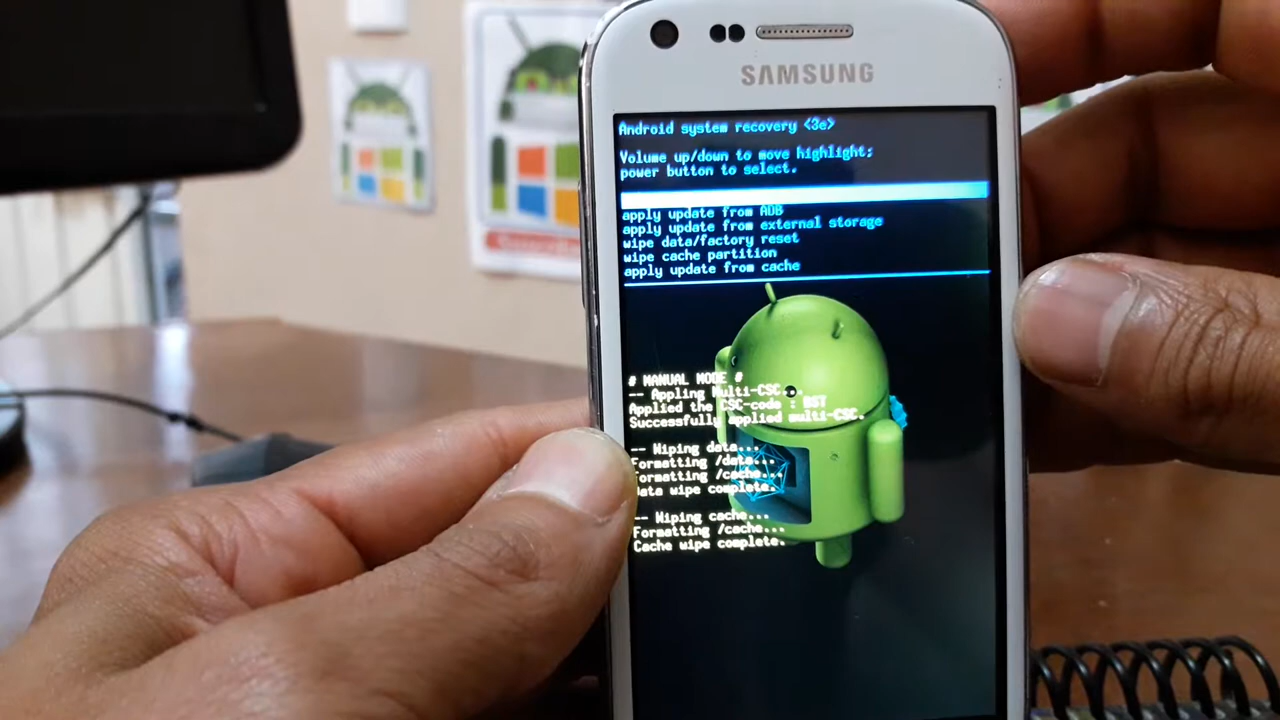 SAMSUNG
Android system recovery <3e>
Volume up/down to move highlight;
power button to select.
apply update from ADB
apply update from external storage
wipe data/factory reset
wipe cache partition
apply update from cache
# MANUAL MODE #
-- Appling Multi-CSC...
Applied the CSC-code : BST
Successfully applied multi-CSC.
-- Wiping data...
Formatting /data...
Formatting /cache...
Data wipe complete.
-- Wiping cache...
Formatting /cache...
Cache wipe complete.